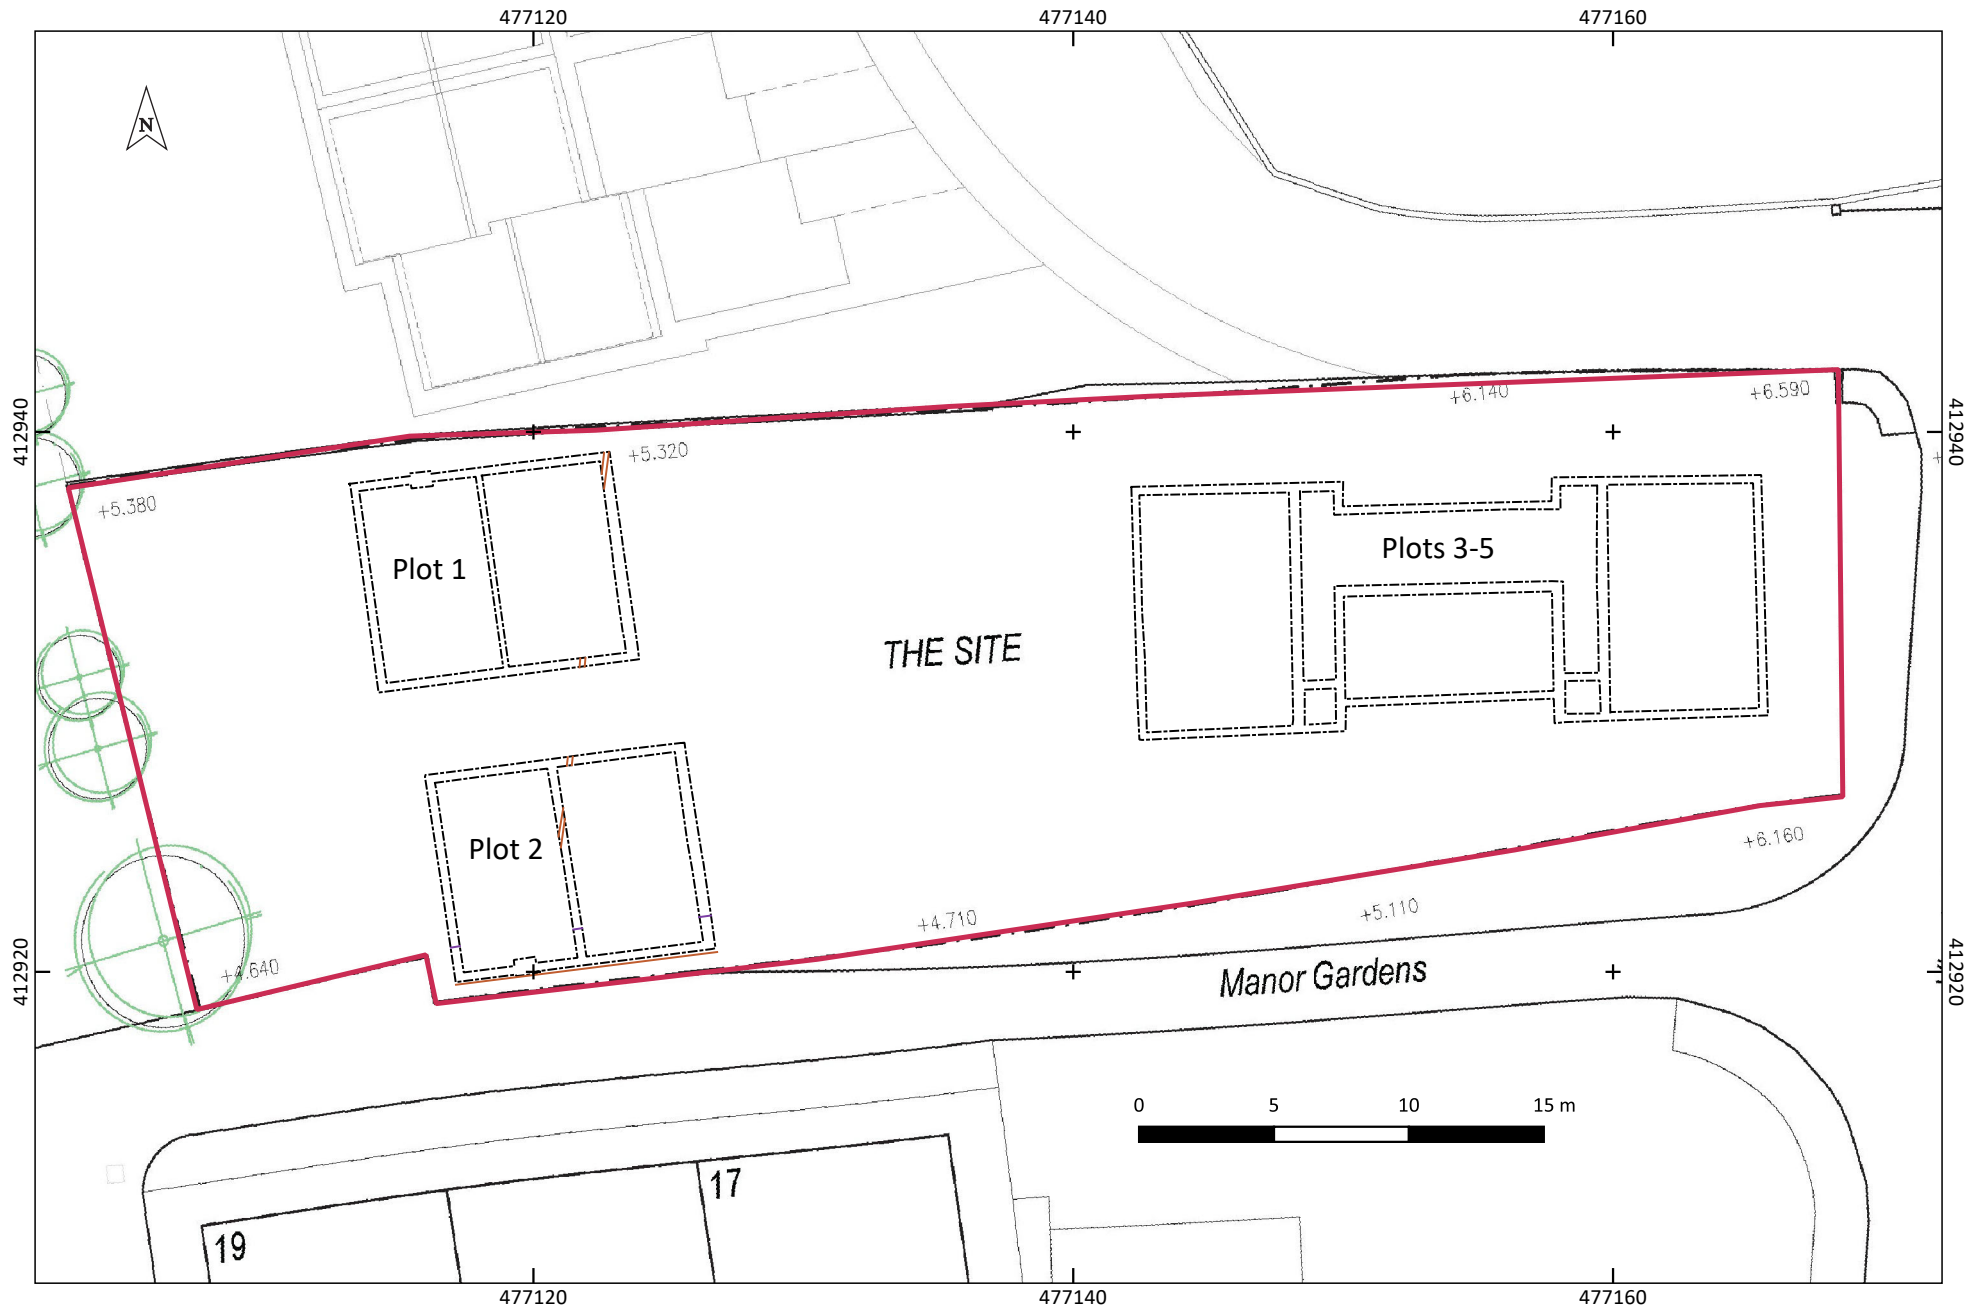 477120 477140 477160
N
412940 412940
+6.140 +6.590
+5.320
+5.380
Plot 1 Plots 3-5
THE SITE
Plot 2
+6.160
+4.710 +5.110
+4.640
412920 412920
Manor Gardens
0 5 10 15 m
17
19
477120 477140 477160